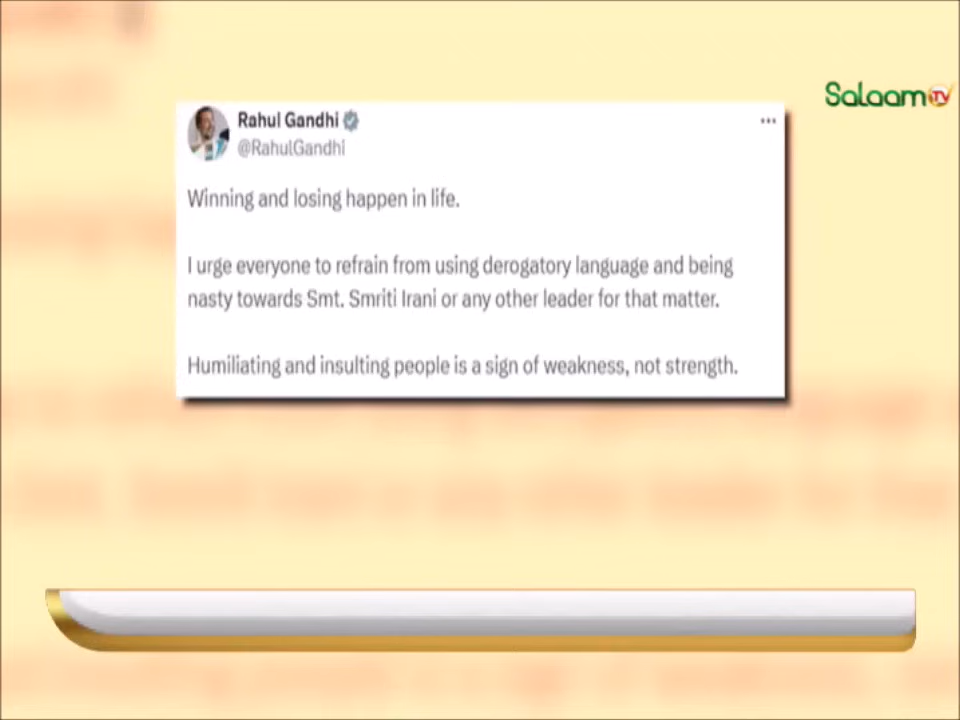 Salaam TV
Rahul Gandhi
@RahulGandhi
Winning and losing happen in life.
I urge everyone to refrain from using derogatory language and being
nasty towards Smt. Smriti Irani or any other leader for that matter.
Humiliating and insulting people is a sign of weakness, not strength.